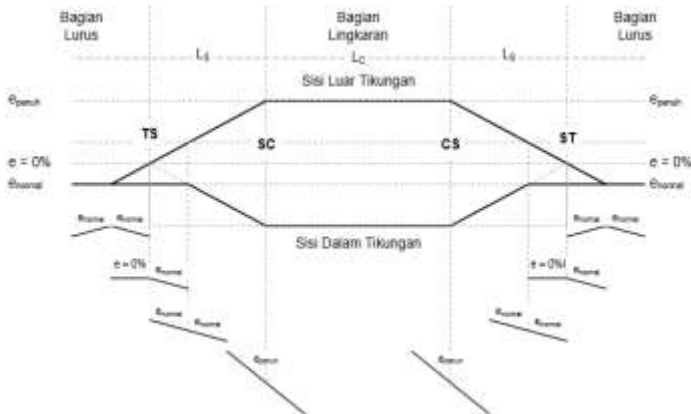 Bagian
Lurus
Bagian
Lingkaran
Bagian
Lurus
Ls
Lc
Ls
Sisi Luar Tikungan
epenuh
epenuh
TS
SC
CS
ST
e = 0%
e = 0%
enormal
enormal
Sisi Dalam Tikungan
enormal enormal
enormal enormal
e = 0% enormal
e = 0% enormal
enormal enormal
enormal enormal
epenuh
epenuh